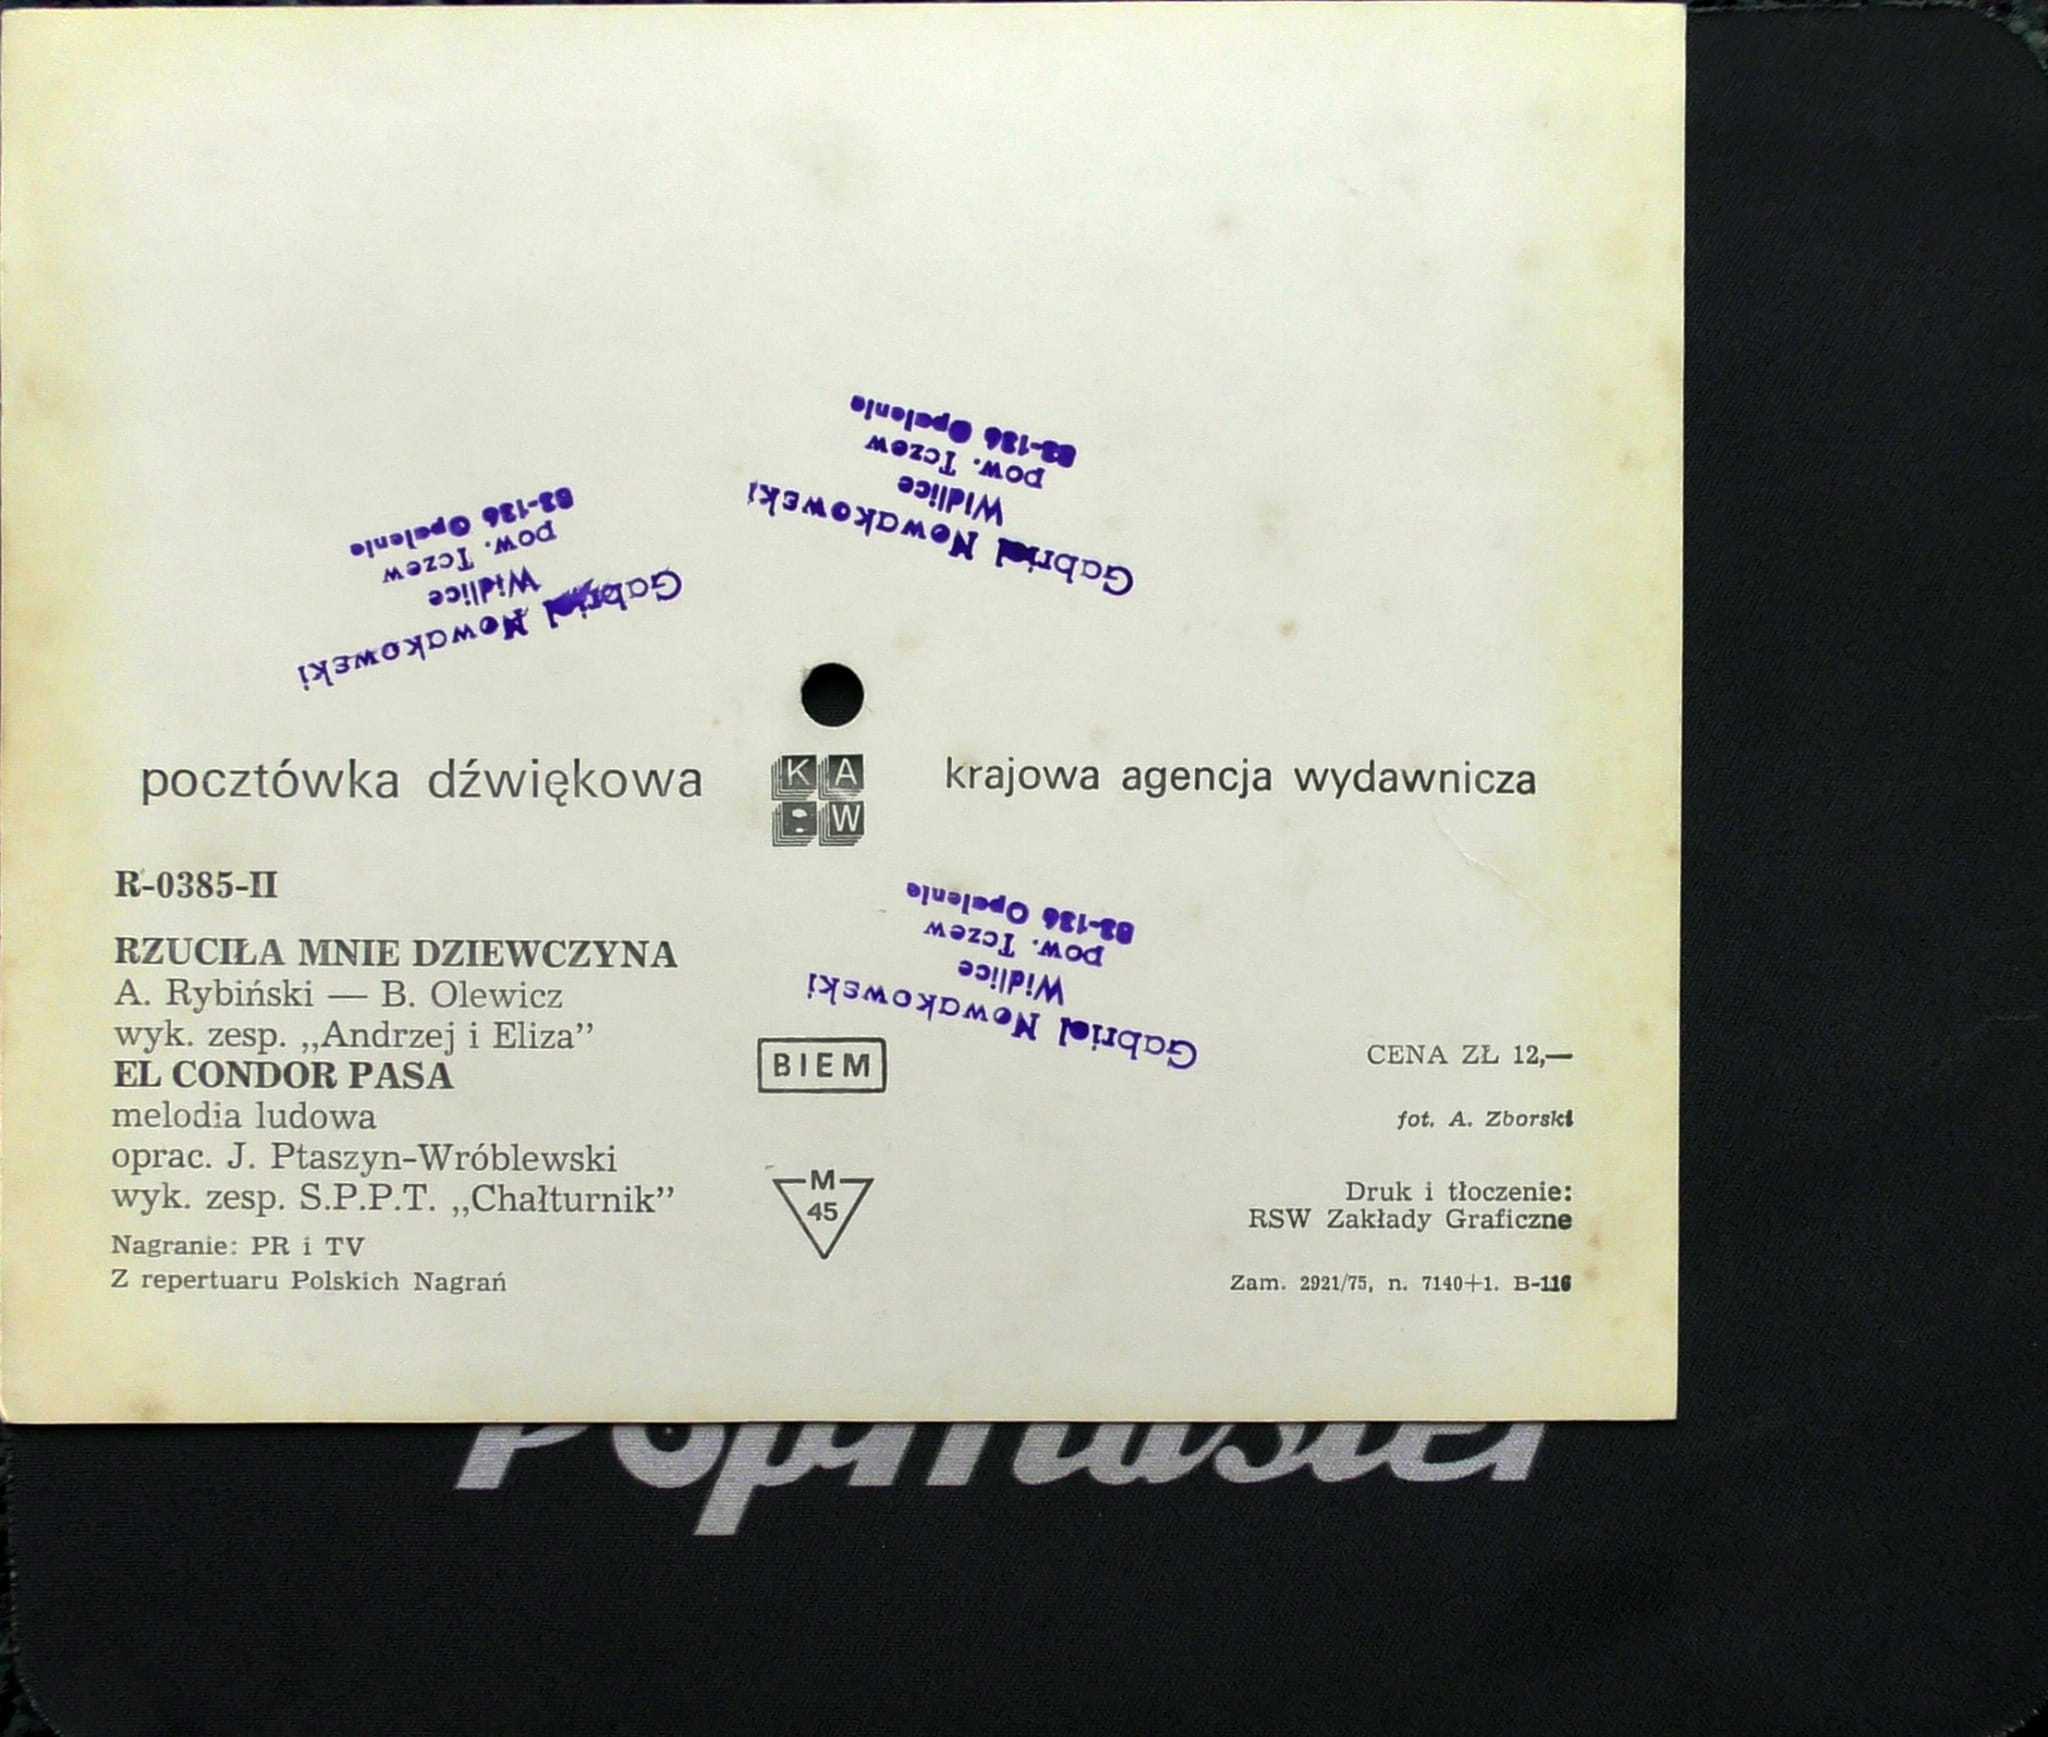 83-136 Opalenie
pow. Tczew
Widlice
Gabriel Nowakowski
83-136 Opalenie
pow. Tczew
Widlice
Gabriel Nowakowski
pocztówka dźwiękowa
K A
W
krajowa agencja wydawnicza
R-0385-II
RZUCIŁA MNIE DZIEWCZYNA
A. Rybiński — B. Olewicz
wyk. zesp. „Andrzej i Eliza”
EL CONDOR PASA
melodia ludowa
oprac. J. Ptaszyn-Wróblewski
wyk. zesp. S.P.P.T. „Chałturnik”
Nagranie: PR i TV
Z repertuaru Polskich Nagrań
Gabriel Nowakowski
Widlice
pow. Tczew
83-136 Opalenie
BIEM
M
45
CENA ZŁ 12,—
fot. A. Zborski
Druk i tłoczenie:
RSW Zakłady Graficzne
Zam. 2921/75, n. 7140+1. B-116